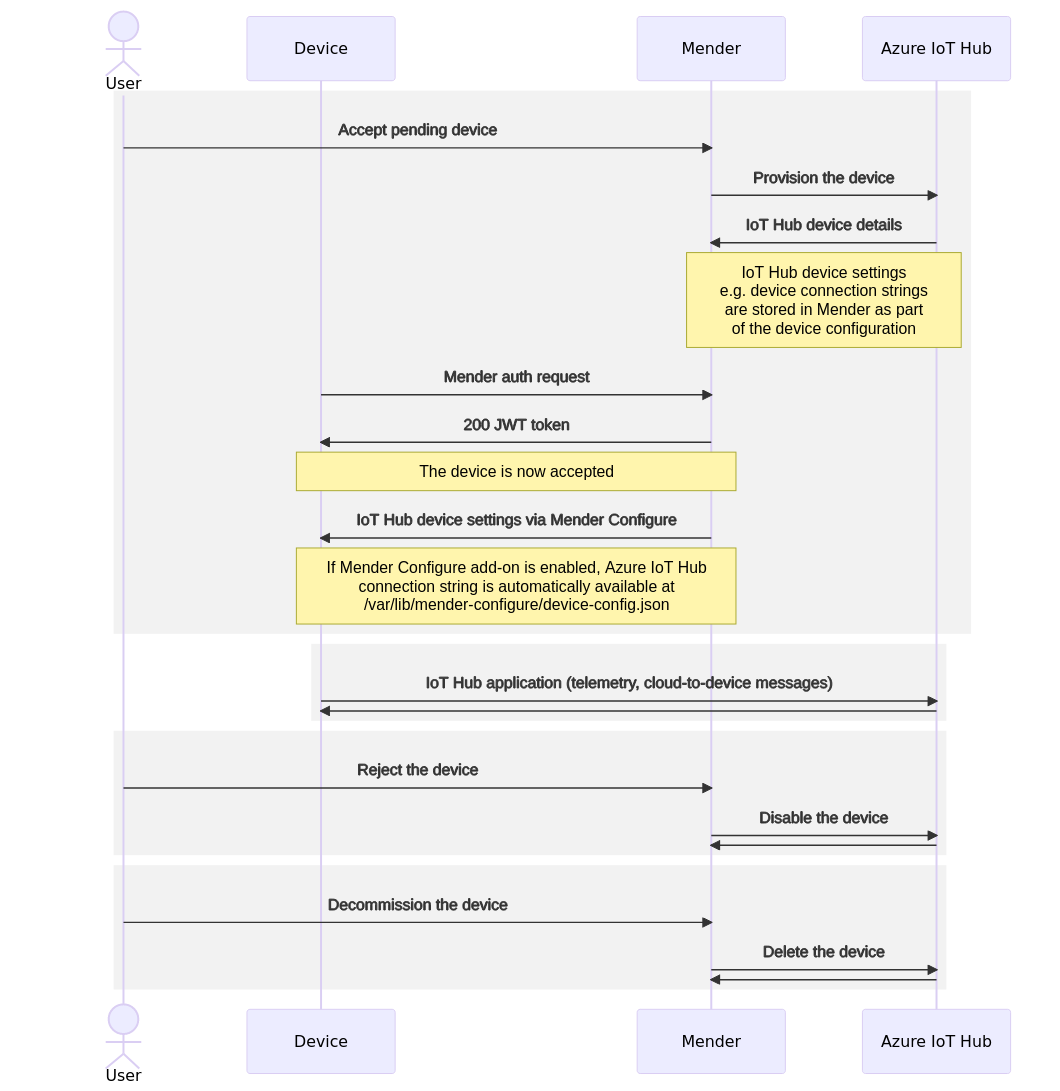 User
Device
Mender
Azure IoT Hub
Accept pending device
Provision the device
IoT Hub device details
IoT Hub device settings
e.g. device connection strings
are stored in Mender as part
of the device configuration
Mender auth request
200 JWT token
The device is now accepted
IoT Hub device settings via Mender Configure
If Mender Configure add-on is enabled, Azure IoT Hub
connection string is automatically available at
/var/lib/mender-configure/device-config.json
IoT Hub application (telemetry, cloud-to-device messages)
Reject the device
Disable the device
Decommission the device
Delete the device
User
Device
Mender
Azure IoT Hub